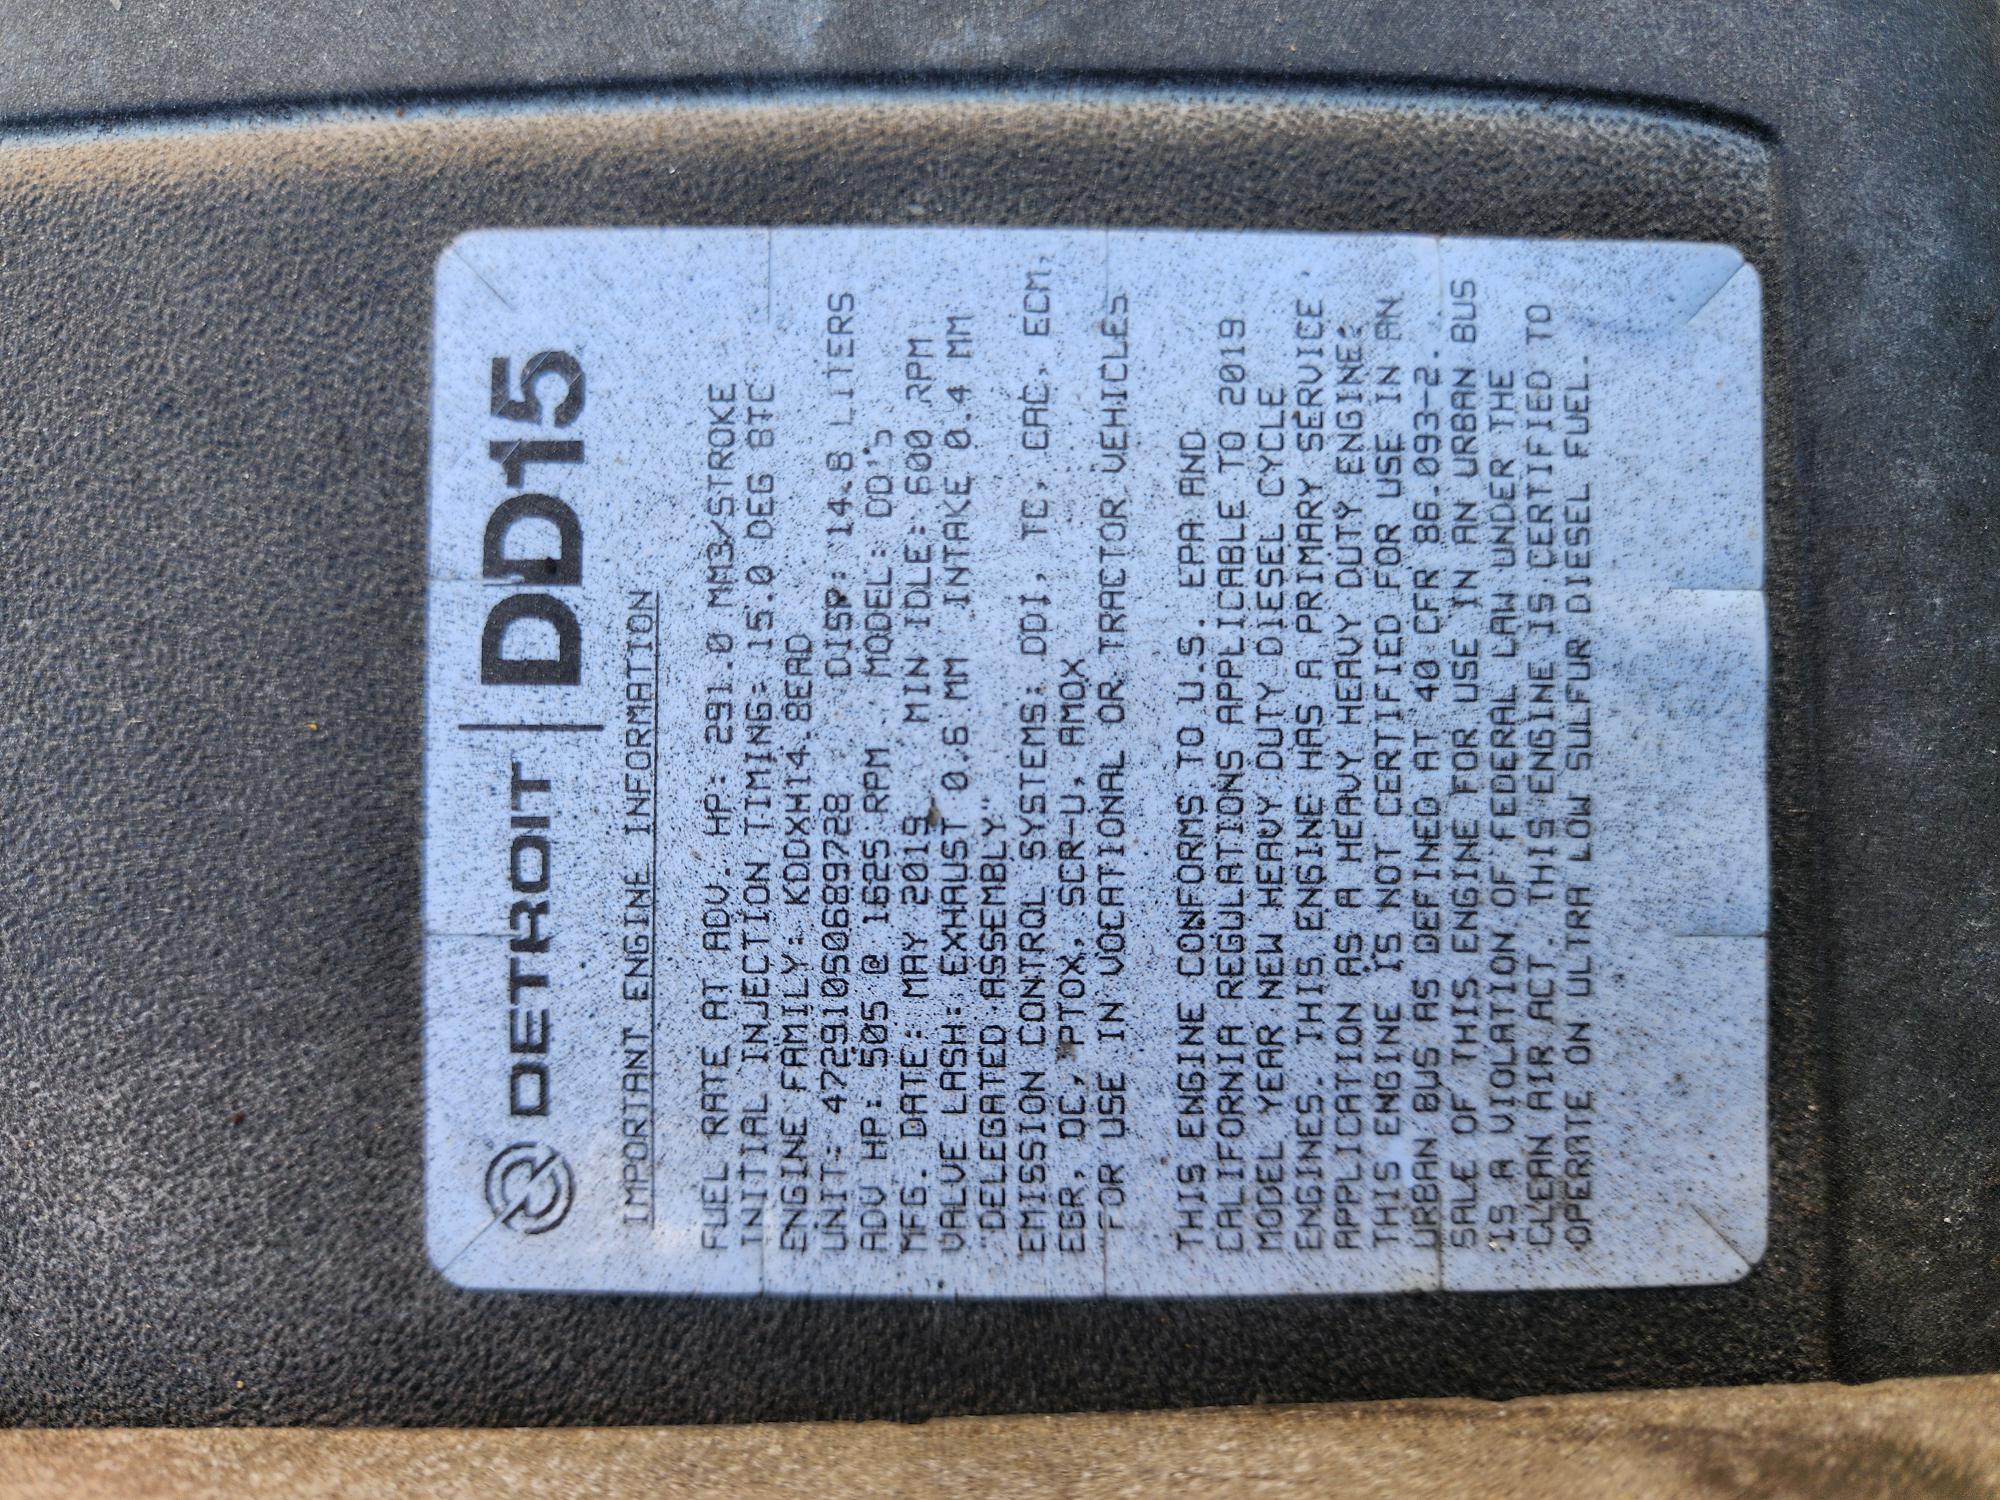 DETROIT | DD15
IMPORTANT ENGINE INFORMATION
FUEL RATE AT ADV. HP: 291.0 MM3/STROKE
INITIAL INJECTION TIMING: 15.0 DEG BTC
ENGINE FAMILY: KDDXH14.8EAD
UNIT: 472910S0689728 DISP: 14.8 LITERS
ADV HP: 505 @ 1625 RPM MODEL: DD15
MFG. DATE: MAY 2019 MIN IDLE: 600 RPM
VALVE LASH: EXHAUST 0.6 MM INTAKE 0.4 MM
"DELEGATED ASSEMBLY"
EMISSION CONTROL SYSTEMS: DDI, TC, CAC, ECM,
EGR, OC, PTOX, SCR-U, AMOX
FOR USE IN VOCATIONAL OR TRACTOR VEHICLES
THIS ENGINE CONFORMS TO U.S. EPA AND
CALIFORNIA REGULATIONS APPLICABLE TO 2019
MODEL YEAR NEW HEAVY DUTY DIESEL CYCLE
ENGINES. THIS ENGINE HAS A PRIMARY SERVICE
APPLICATION AS A HEAVY HEAVY DUTY ENGINE.
THIS ENGINE IS NOT CERTIFIED FOR USE IN AN
URBAN BUS AS DEFINED AT 40 CFR 86.093-2.
SALE OF THIS ENGINE FOR USE IN AN URBAN BUS
IS A VIOLATION OF FEDERAL LAW UNDER THE
CLEAN AIR ACT. THIS ENGINE IS CERTIFIED TO
OPERATE ON ULTRA LOW SULFUR DIESEL FUEL.